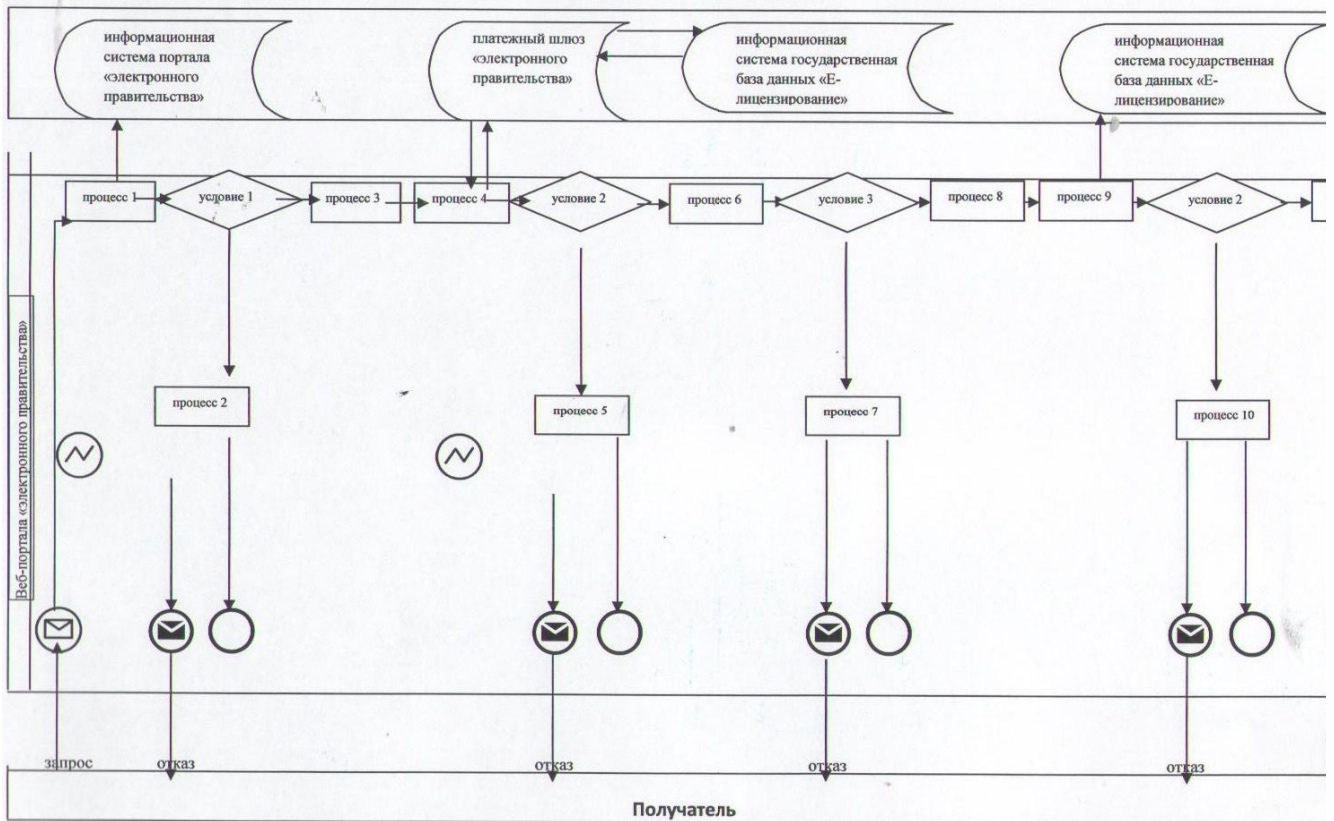 информационная
система портала
«электронного
правительства»
платежный шлюз
«электронного
правительства»
информационная
система государственная
база данных «Е-
лицензирование»
информационная
система государственная
база данных «Е-
лицензирование»
процесс 1
условие 1
процесс 3
процесс 4
условие 2
процесс 6
условие 3
процесс 8
процесс 9
условие 2
Веб-портала «электронного правительства»
процесс 2
процесс 5
процесс 7
процесс 10
запрос
отказ
отказ
отказ
отказ
Получатель